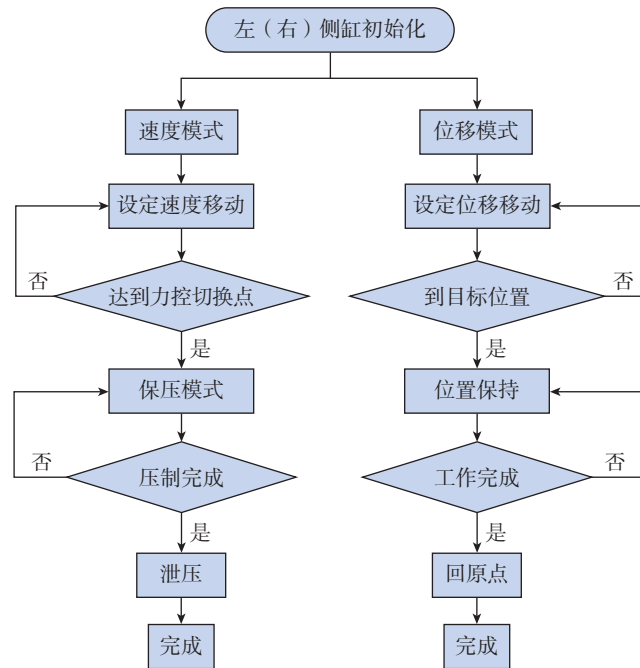 左（右）侧缸初始化
速度模式
位移模式
设定速度移动
设定位移移动
否
达到力控切换点
到目标位置
否
是
是
保压模式
位置保持
否
压制完成
工作完成
否
是
是
泄压
回原点
完成
完成